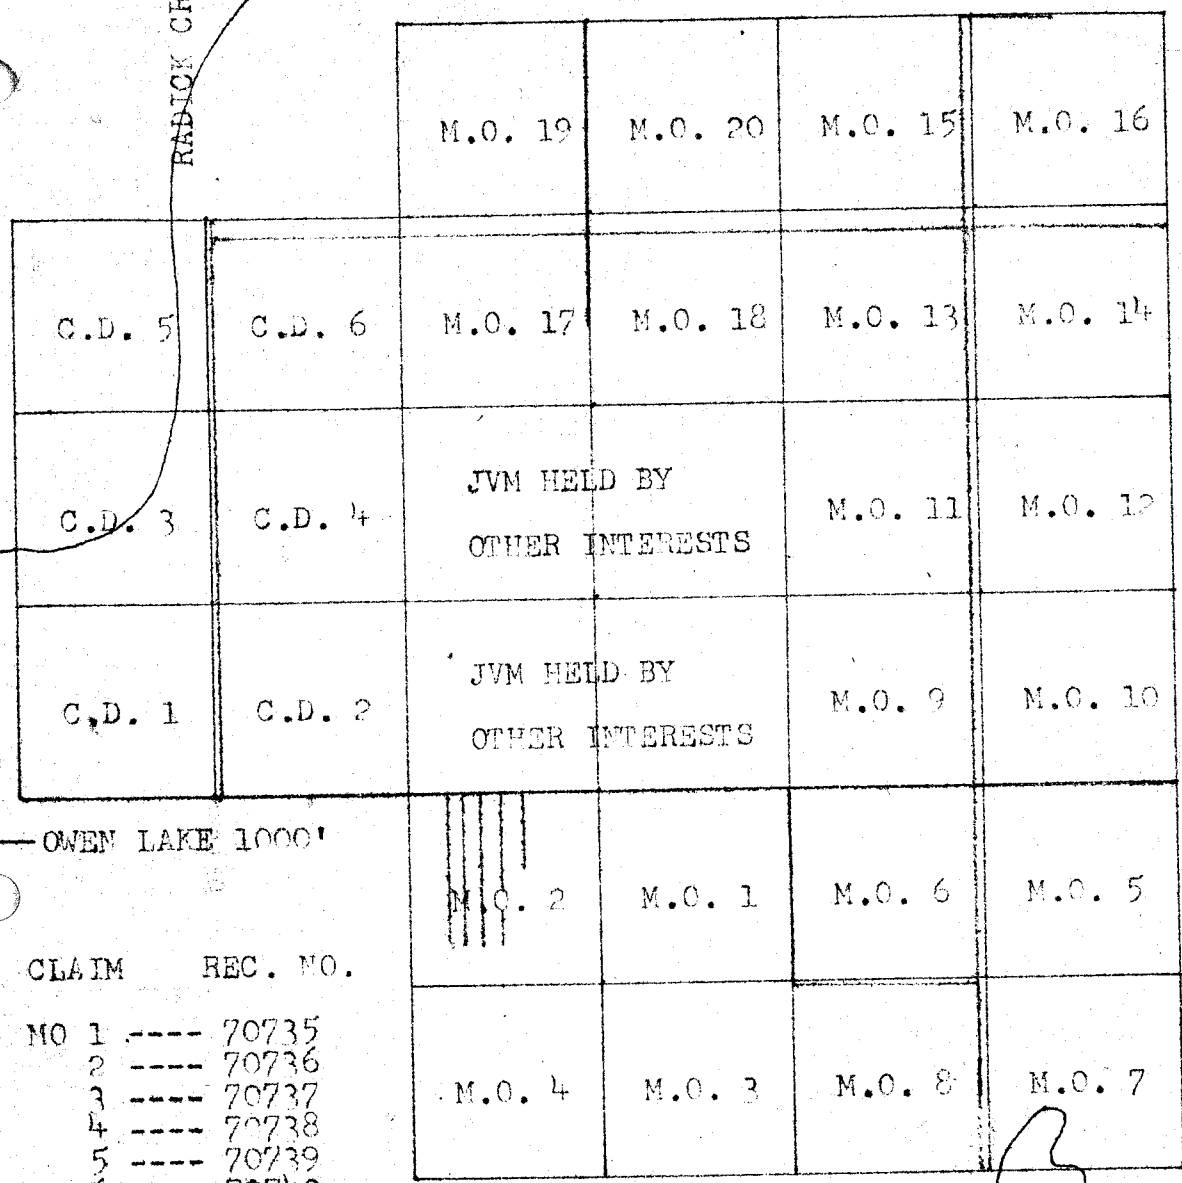 RADICK
M.O. 19 M.O. 20 M.O. 15 M.O. 16
C.D. 5 C.D. 6 M.O. 17 M.O. 18 M.O. 13 M.O. 14
JVM HELD BY
OTHER INTERESTS
C.D. 3 C.D. 4 M.O. 11 M.O. 12
JVM HELD BY
OTHER INTERESTS
C.D. 1 C.D. 2 M.O. 9 M.O. 10
OWEN LAKE 1000'
M.O. 2 M.O. 1 M.O. 6 M.O. 5
M.O. 4 M.O. 3 M.O. 8 M.O. 7
CLAIM REC. NO.
MO 1 ---- 70735
2 ---- 70736
3 ---- 70737
4 ---- 70738
5 ---- 70739